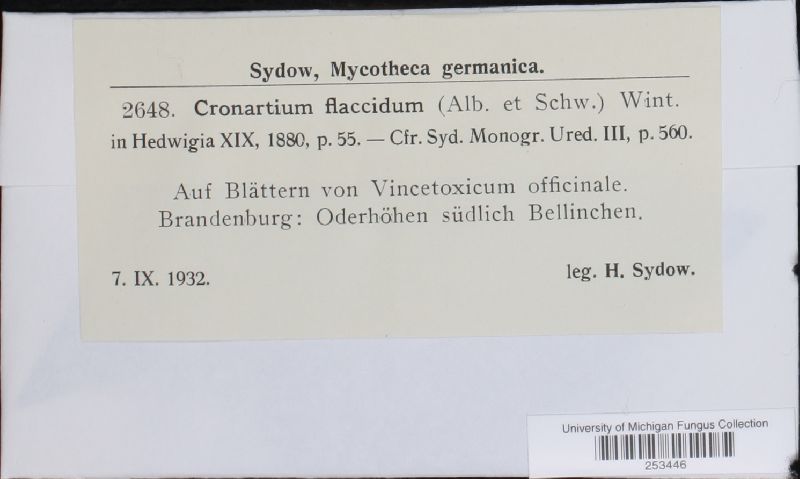 Sydow, Mycotheca germanica.
2648. Cronartium flaccidum (Alb. et Schw.) Wint.
in Hedwigia XIX, 1880, p. 55. — Cfr. Syd. Monogr. Ured. III, p. 560.
Auf Blättern von Vincetoxicum officinale.
Brandenburg: Oderhöhen südlich Bellinchen.
7. IX. 1932. leg. H. Sydow.
University of Michigan Fungus Collection
253446